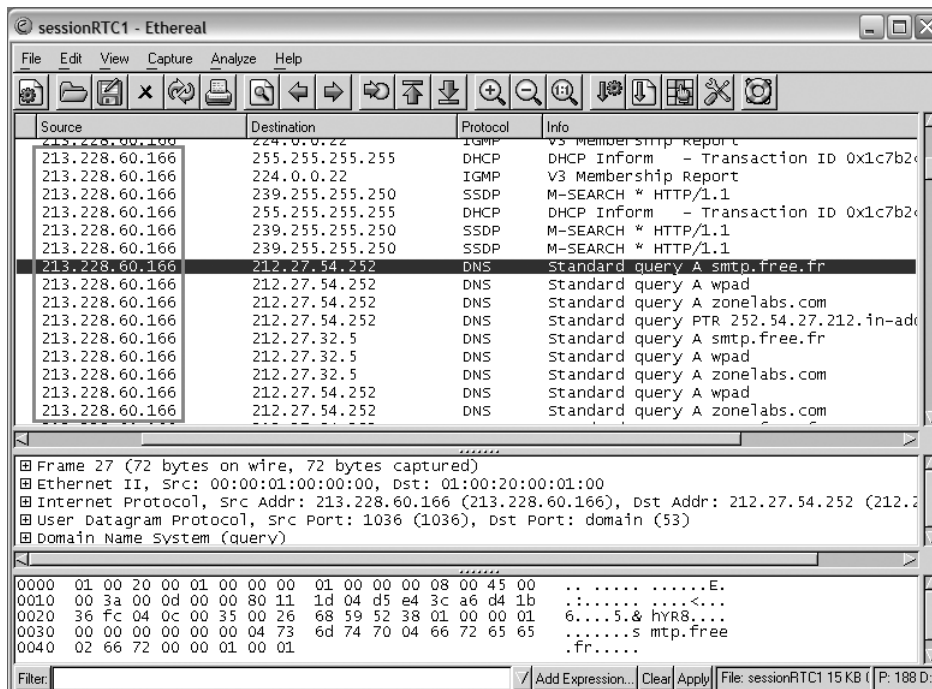 sessionRTC1 - Ethereal
File Edit View Capture Analyze Help
Source Destination Protocol Info
213.228.60.166 224.0.0.22 IGMP V3 Membership Report
213.228.60.166 255.255.255.255 DHCP DHCP Inform - Transaction ID 0x1c7b2
213.228.60.166 224.0.0.22 IGMP V3 Membership Report
213.228.60.166 239.255.255.250 SSDP M-SEARCH * HTTP/1.1
213.228.60.166 255.255.255.255 DHCP DHCP Inform - Transaction ID 0x1c7b2
213.228.60.166 239.255.255.250 SSDP M-SEARCH * HTTP/1.1
213.228.60.166 239.255.255.250 SSDP M-SEARCH * HTTP/1.1
213.228.60.166 212.27.54.252 DNS Standard query A smtp.free.fr
213.228.60.166 212.27.54.252 DNS Standard query A wpad
213.228.60.166 212.27.54.252 DNS Standard query A zonelabs.com
213.228.60.166 212.27.54.252 DNS Standard query PTR 252.54.27.212.in-ad
213.228.60.166 212.27.32.5 DNS Standard query A smtp.free.fr
213.228.60.166 212.27.32.5 DNS Standard query A wpad
213.228.60.166 212.27.32.5 DNS Standard query A zonelabs.com
213.228.60.166 212.27.54.252 DNS Standard query A wpad
213.228.60.166 212.27.54.252 DNS Standard query A zonelabs.com
Frame 27 (72 bytes on wire, 72 bytes captured)
Ethernet II, Src: 00:00:01:00:00:00, Dst: 01:00:20:00:01:00
Internet Protocol, Src Addr: 213.228.60.166 (213.228.60.166), Dst Addr: 212.27.54.252 (212.2
User Datagram Protocol, Src Port: 1036 (1036), Dst Port: domain (53)
Domain Name System (query)
0000 01 00 20 00 01 00 00 00 01 00 00 00 08 00 45 00 .. ..... ......E.
0010 00 3a 00 0d 00 00 80 11 1d 04 d5 e4 3c a6 d4 1b .:...... ....<...
0020 36 fc 04 0c 00 35 00 26 68 59 52 38 01 00 00 01 6....5.& hYR8....
0030 00 00 00 00 00 00 04 73 6d 74 70 04 66 72 65 65 .......s mtp.free
0040 02 66 72 00 00 01 00 01 .fr.....
Filter: Add Expression... Clear Apply File: sessionRTC1 15 KB ( P: 188 D: